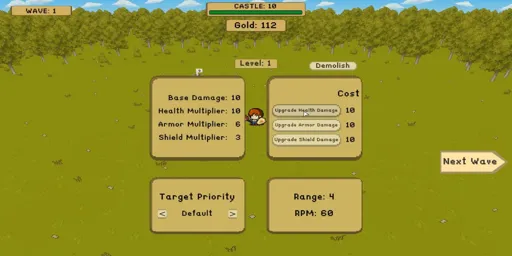 WAVE: 1
CASTLE: 10
Gold: 112
Level: 1
Demolish
Base Damage: 10
Health Multiplier: 10
Armor Multiplier: 6
Shield Multiplier: 3
Cost
Upgrade Health Damage 10
Upgrade Armor Damage 10
Upgrade Shield Damage 10
Next Wave
Target Priority
< Default >
Range: 4
RPM: 60